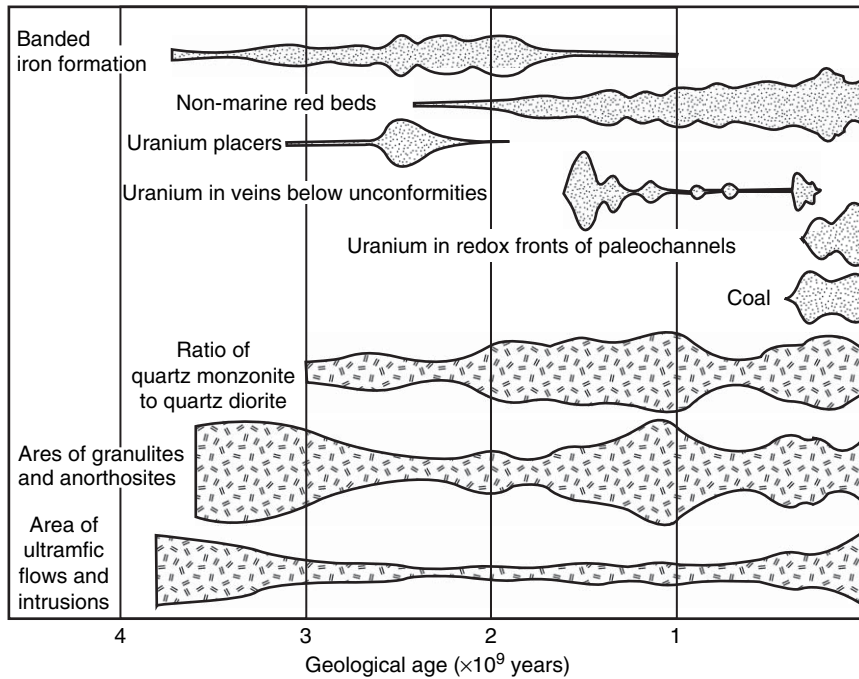 Banded
iron formation
Non-marine red beds
Uranium placers
Uranium in veins below unconformities
Uranium in redox fronts of paleochannels
Coal
Ratio of
quartz monzonite
to quartz diorite
Ares of granulites
and anorthosites
Area of
ultramfic
flows and
intrusions
4 3 2 1
Geological age (×10⁹ years)